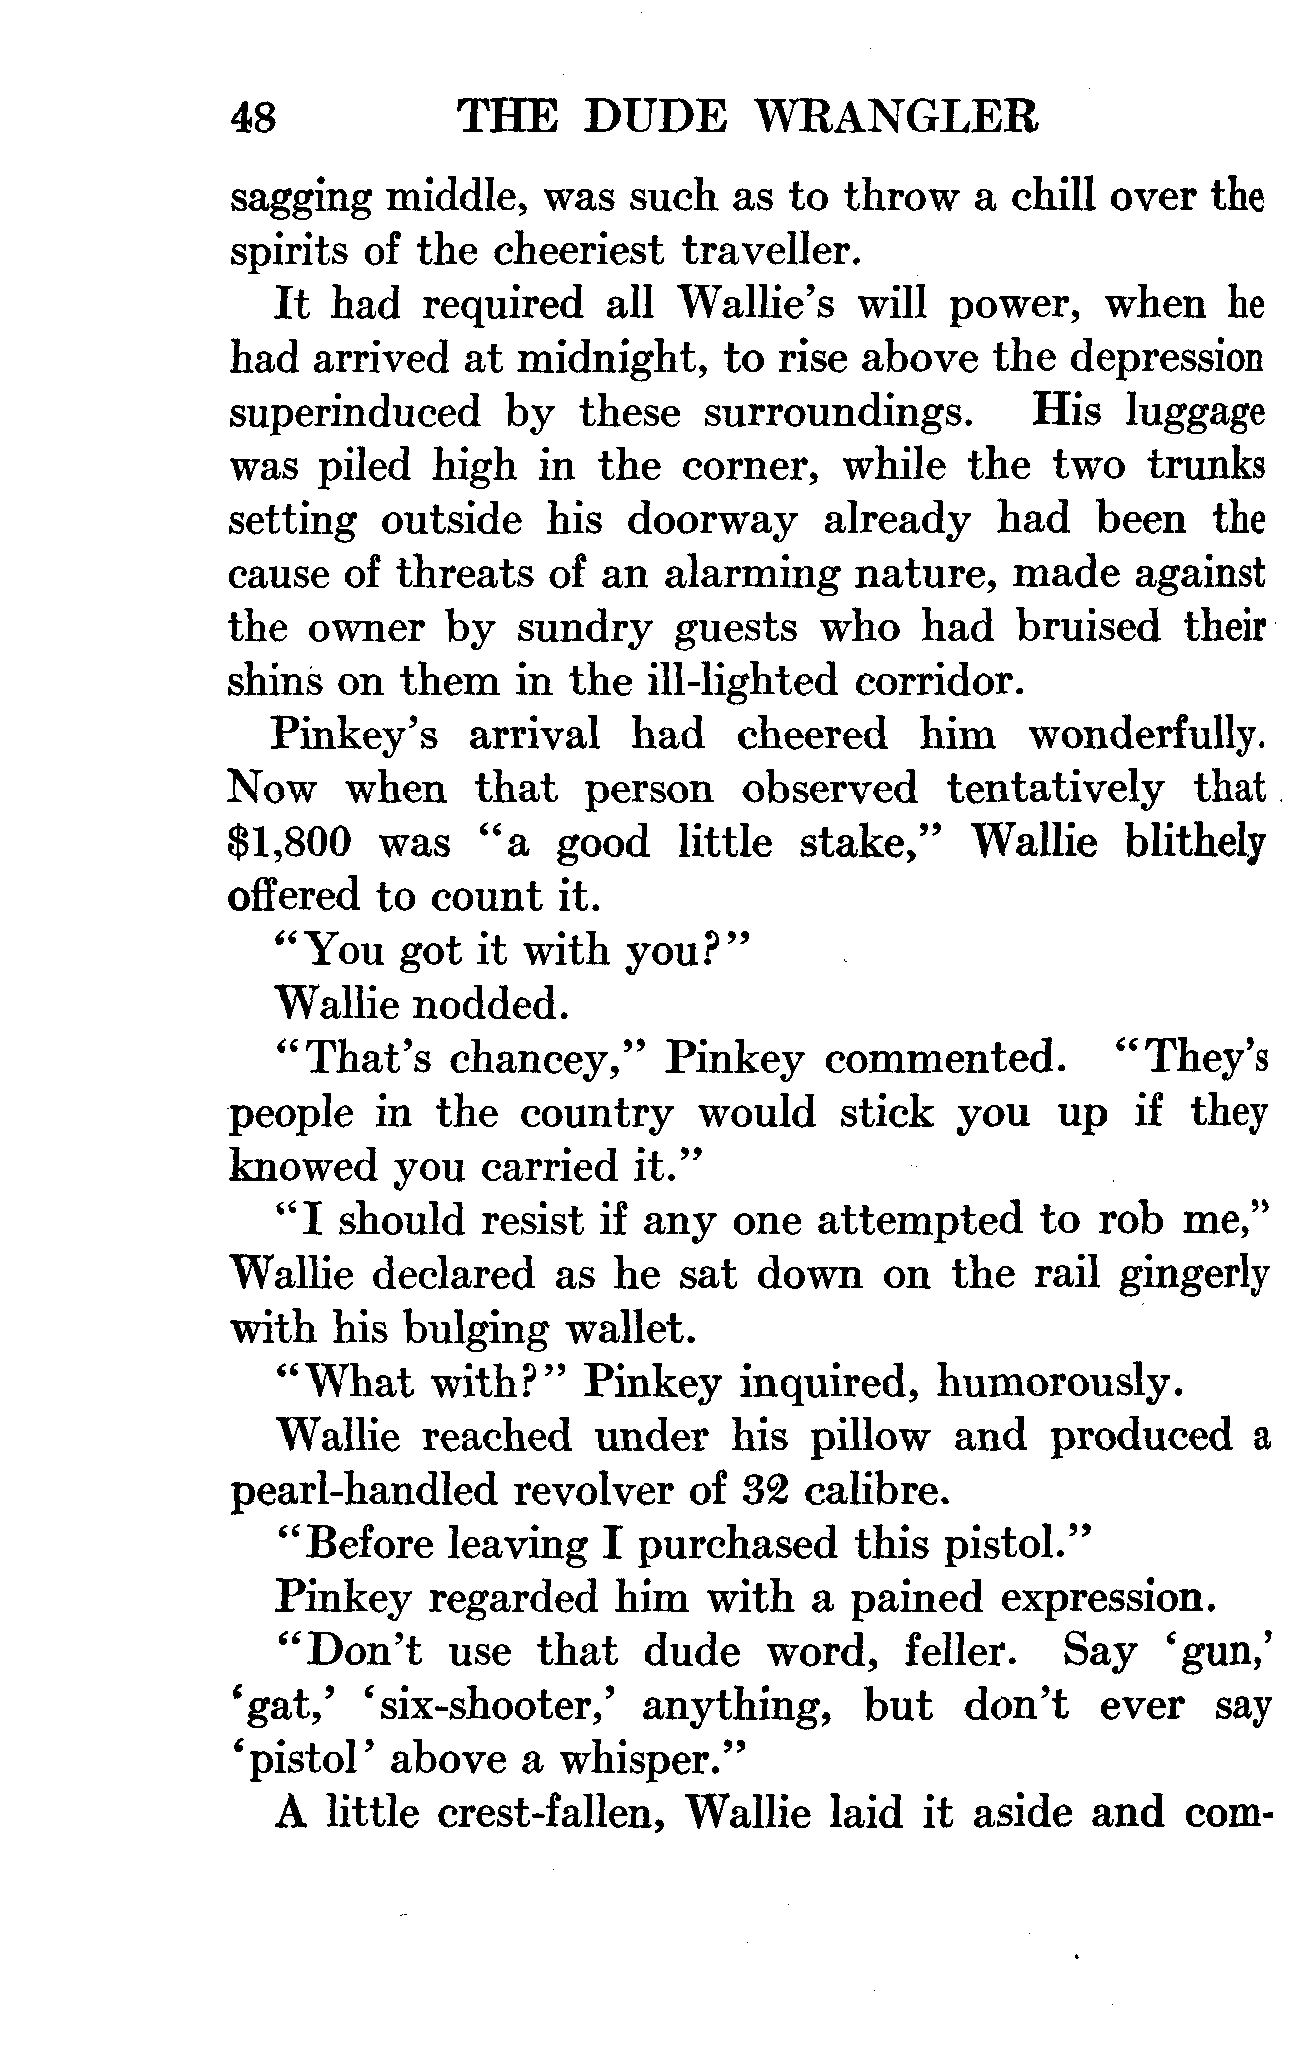 48 THE DUDE WRANGLER
sagging middle, was such as to throw a chill over the
spirits of the cheeriest traveller.
It had required all Wallie's will power, when he
had arrived at midnight, to rise above the depression
superinduced by these surroundings. His luggage
was piled high in the corner, while the two trunks
setting outside his doorway already had been the
cause of threats of an alarming nature, made against
the owner by sundry guests who had bruised their
shins on them in the ill-lighted corridor.
Pinkey's arrival had cheered him wonderfully.
Now when that person observed tentatively that
$1,800 was “a good little stake,” Wallie blithely
offered to count it.
“You got it with you?”
Wallie nodded.
“That's chancey,” Pinkey commented. “They's
people in the country would stick you up if they
knowed you carried it.”
“I should resist if any one attempted to rob me,”
Wallie declared as he sat down on the rail gingerly
with his bulging wallet.
“What with?” Pinkey inquired, humorously.
Wallie reached under his pillow and produced a
pearl-handled revolver of 32 calibre.
“Before leaving I purchased this pistol.”
Pinkey regarded him with a pained expression.
“Don't use that dude word, feller. Say ‘gun,’
‘gat,’ ‘six-shooter,’ anything, but don't ever say
‘pistol’ above a whisper.”
A little crest-fallen, Wallie laid it aside and com-